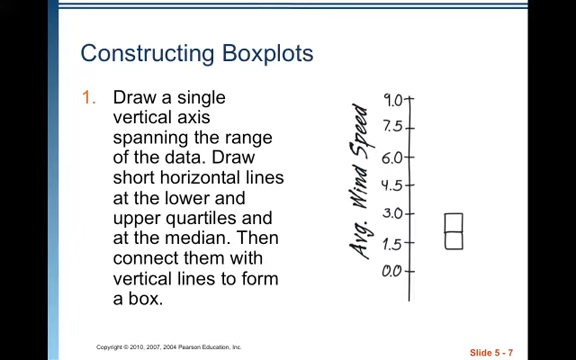 Constructing Boxplots
1. Draw a single
vertical axis
spanning the range
of the data. Draw
short horizontal lines
at the lower and
upper quartiles and
at the median. Then
connect them with
vertical lines to form
a box.
Avg. Wind Speed
9.0
7.5
6.0
4.5
3.0
1.5
0.0
Copyright © 2010, 2007, 2004 Pearson Education, Inc.
Slide 5 - 7